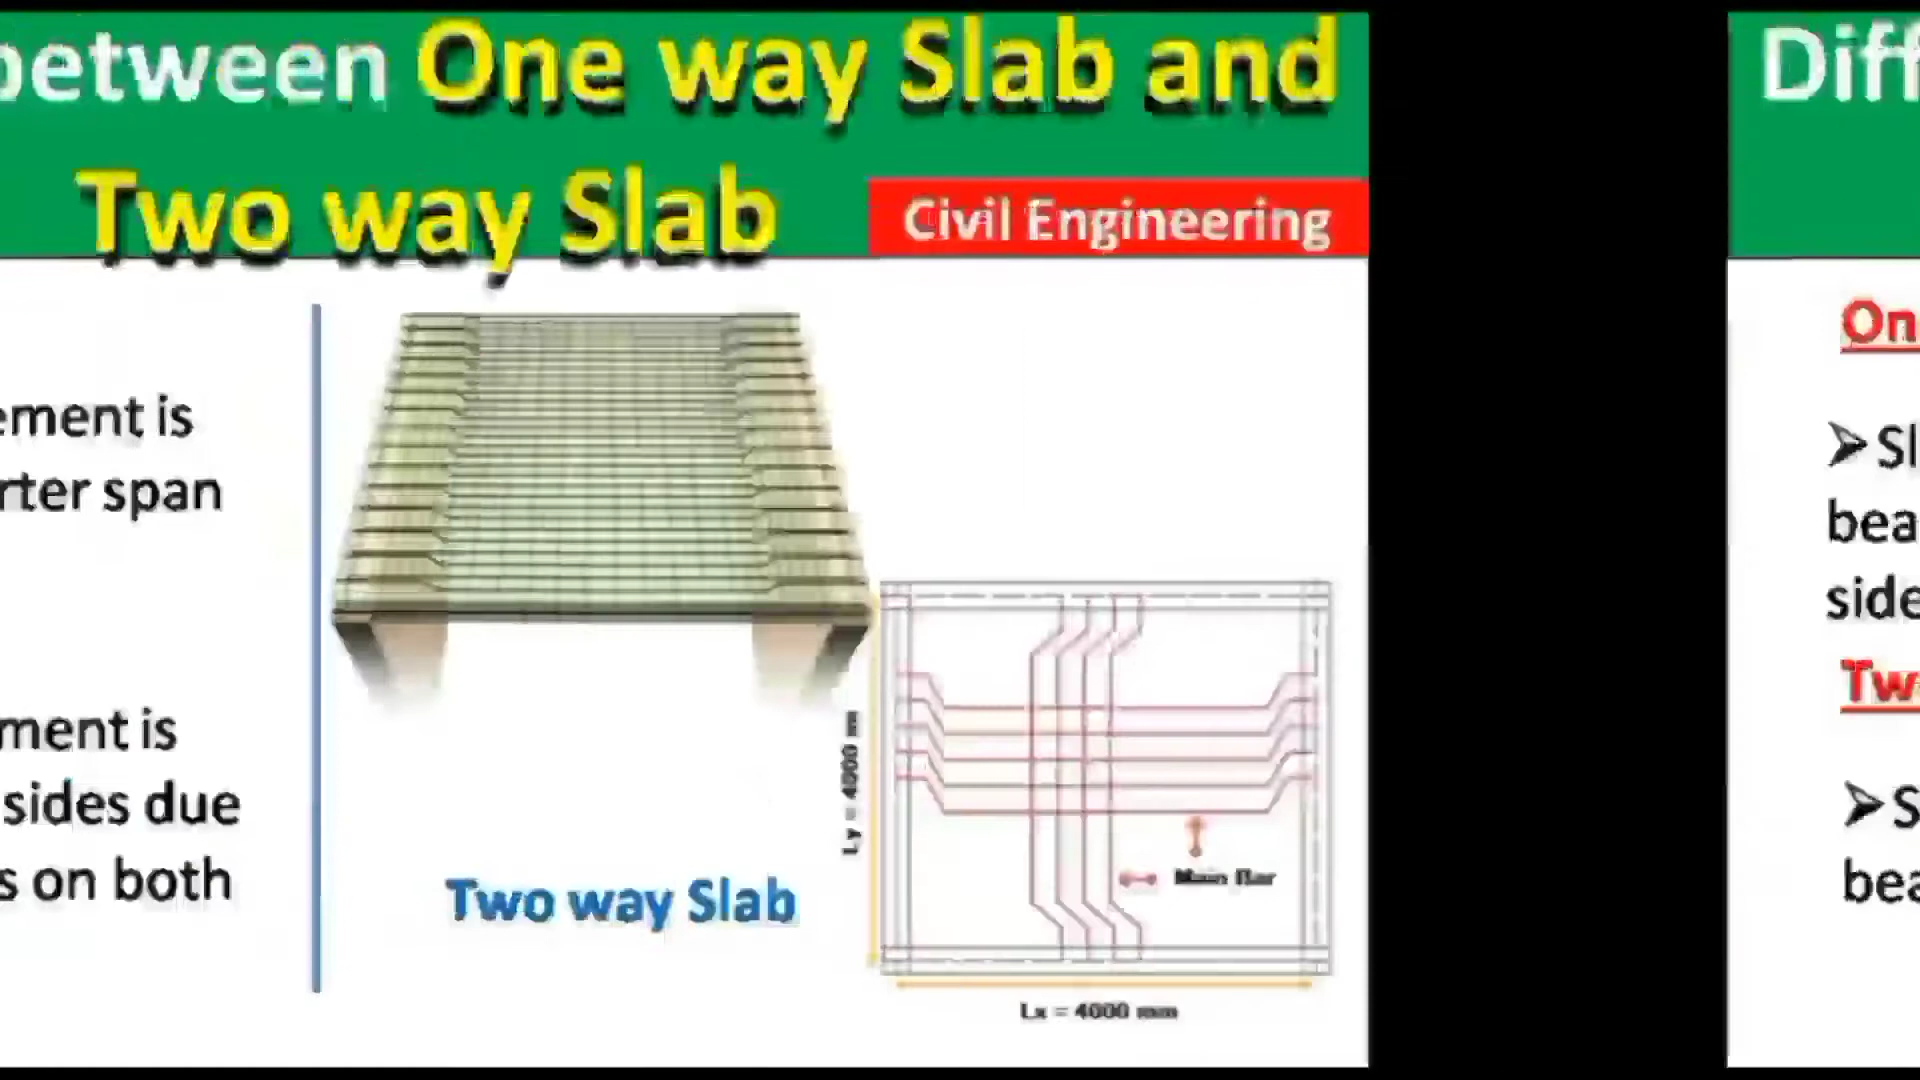 between One way Slab and
Two way Slab
Civil Engineering
ement is
rter span
ment is
sides due
s on both
Two way Slab
Ly = 4000 mm
Main Bar
Lx = 4000 mm
Diff
On
➢Sl
bea
side
Tw
➢S
bea